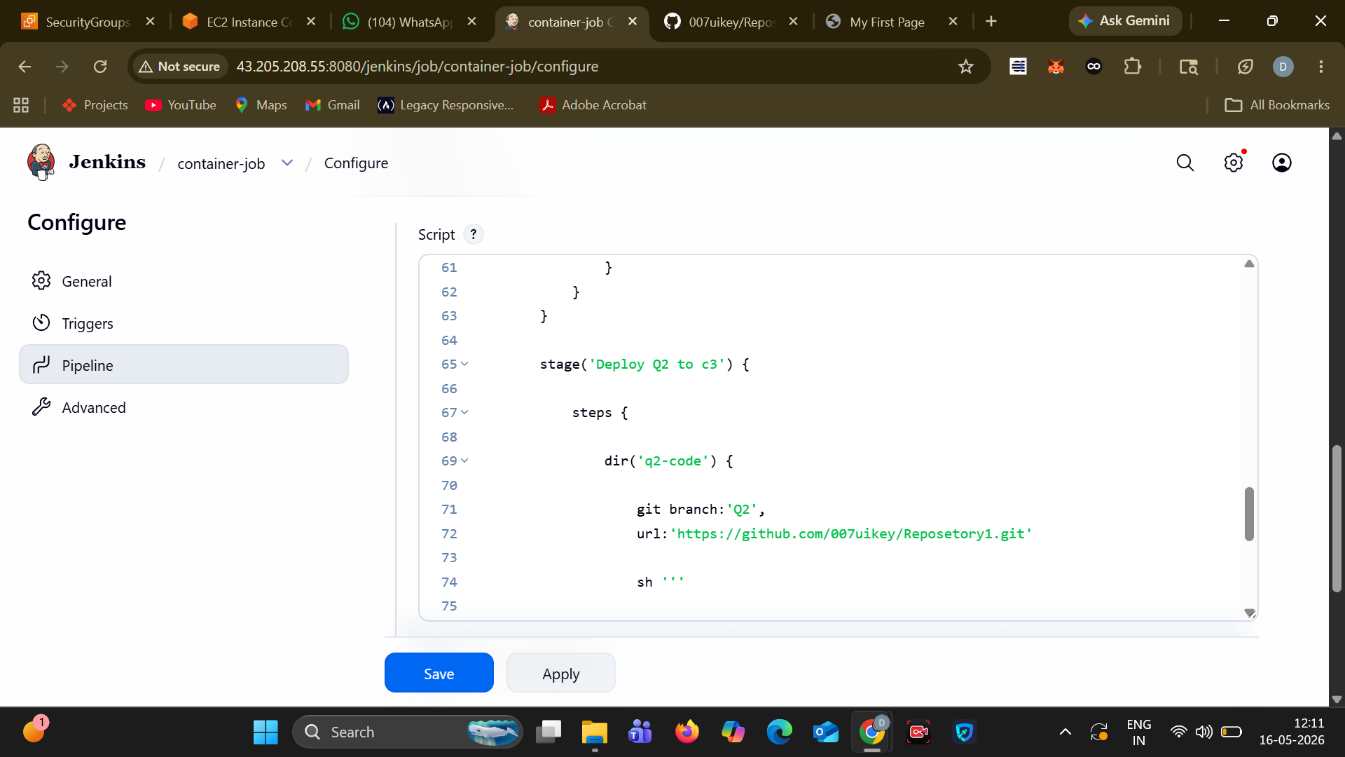 SecurityGroups
EC2 Instance Co
(104) WhatsApp
container-job C
007uikey/Repos
My First Page
Ask Gemini
Not secure
43.205.208.55:8080/jenkins/job/container-job/configure
D
Projects
YouTube
Maps
Gmail
Legacy Responsive...
Adobe Acrobat
All Bookmarks
Jenkins / container-job / Configure
Configure
General
Triggers
Pipeline
Advanced
Script ?
61 }
62 }
63 }
64
65 stage('Deploy Q2 to c3') {
66
67 steps {
68
69 dir('q2-code') {
70
71 git branch:'Q2',
72 url:'https://github.com/007uikey/Reposetory1.git'
73
74 sh '''
75
Save
Apply
1
Search
D
ENG
IN
12:11
16-05-2026